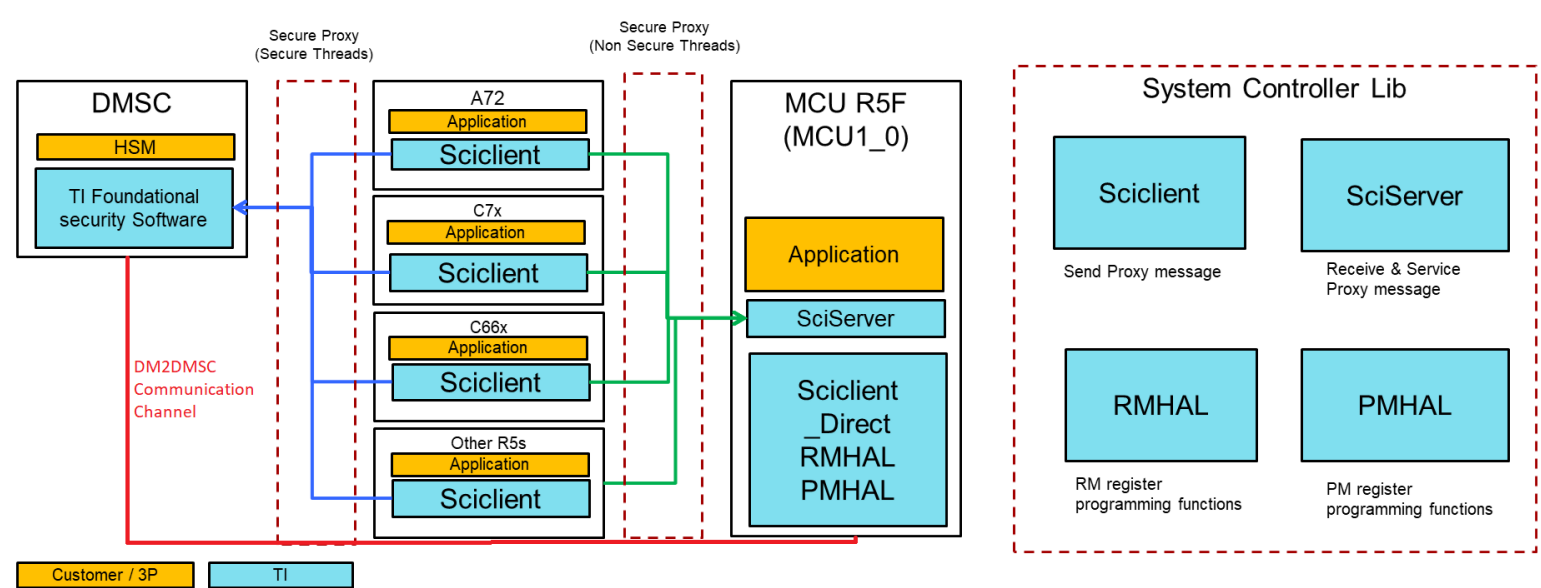 Secure Proxy
(Secure Threads)
Secure Proxy
(Non Secure Threads)
DMSC
HSM
TI Foundational
security Software
DM2DMSC
Communication
Channel
A72
Application
Sciclient
C7x
Application
Sciclient
C66x
Application
Sciclient
Other R5s
Application
Sciclient
MCU R5F
(MCU1_0)
Application
SciServer
Sciclient
_Direct
RMHAL
PMHAL
System Controller Lib
Sciclient
Send Proxy message
SciServer
Receive & Service
Proxy message
RMHAL
RM register
programming functions
PMHAL
PM register
programming functions
Customer / 3P
TI